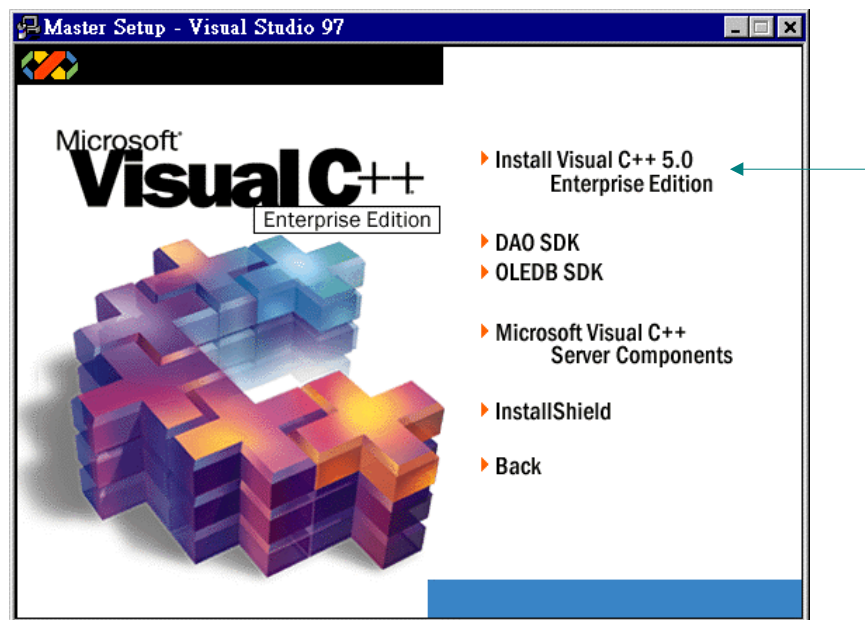 Master Setup - Visual Studio 97
Microsoft
Visual C++
Enterprise Edition
Install Visual C++ 5.0
Enterprise Edition
DAO SDK
OLEDB SDK
Microsoft Visual C++
Server Components
InstallShield
Back